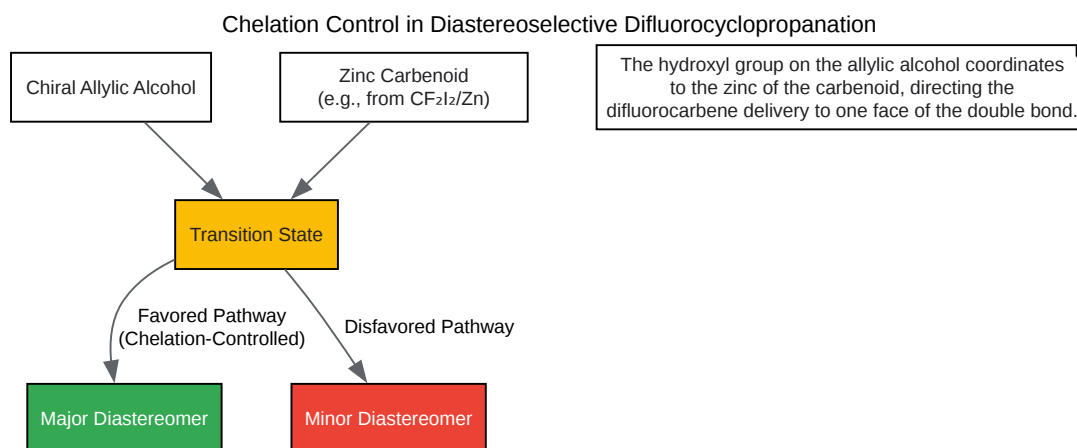 Chelation Control in Diastereoselective Difluorocyclopropanation
Chiral Allylic Alcohol
Zinc Carbenoid
(e.g., from CF₂I₂/Zn)
The hydroxyl group on the allylic alcohol coordinates
to the zinc of the carbenoid, directing the
difluorocarbene delivery to one face of the double bond.
Transition State
Favored Pathway
(Chelation-Controlled)
Disfavored Pathway
Major Diastereomer
Minor Diastereomer